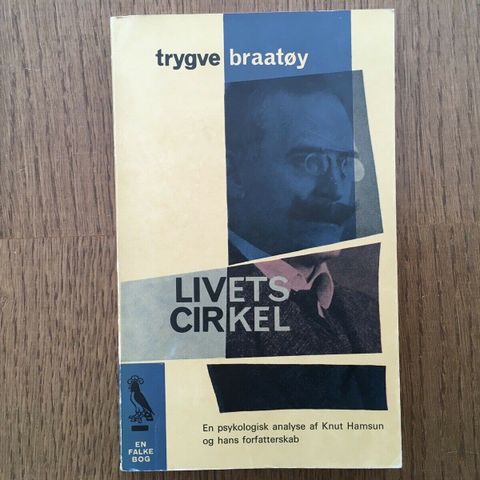 trygve braatøy
LIVETS
CIRKEL
En psykologisk analyse af Knut Hamsun
og hans forfatterskab
EN
FALKE
BOG